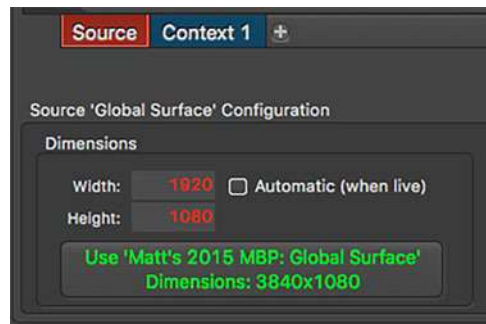 Source Context 1 +
Source 'Global Surface' Configuration
Dimensions
Width: 1920 Automatic (when live)
Height: 1080
Use 'Matt's 2015 MBP: Global Surface'
Dimensions: 3840x1080